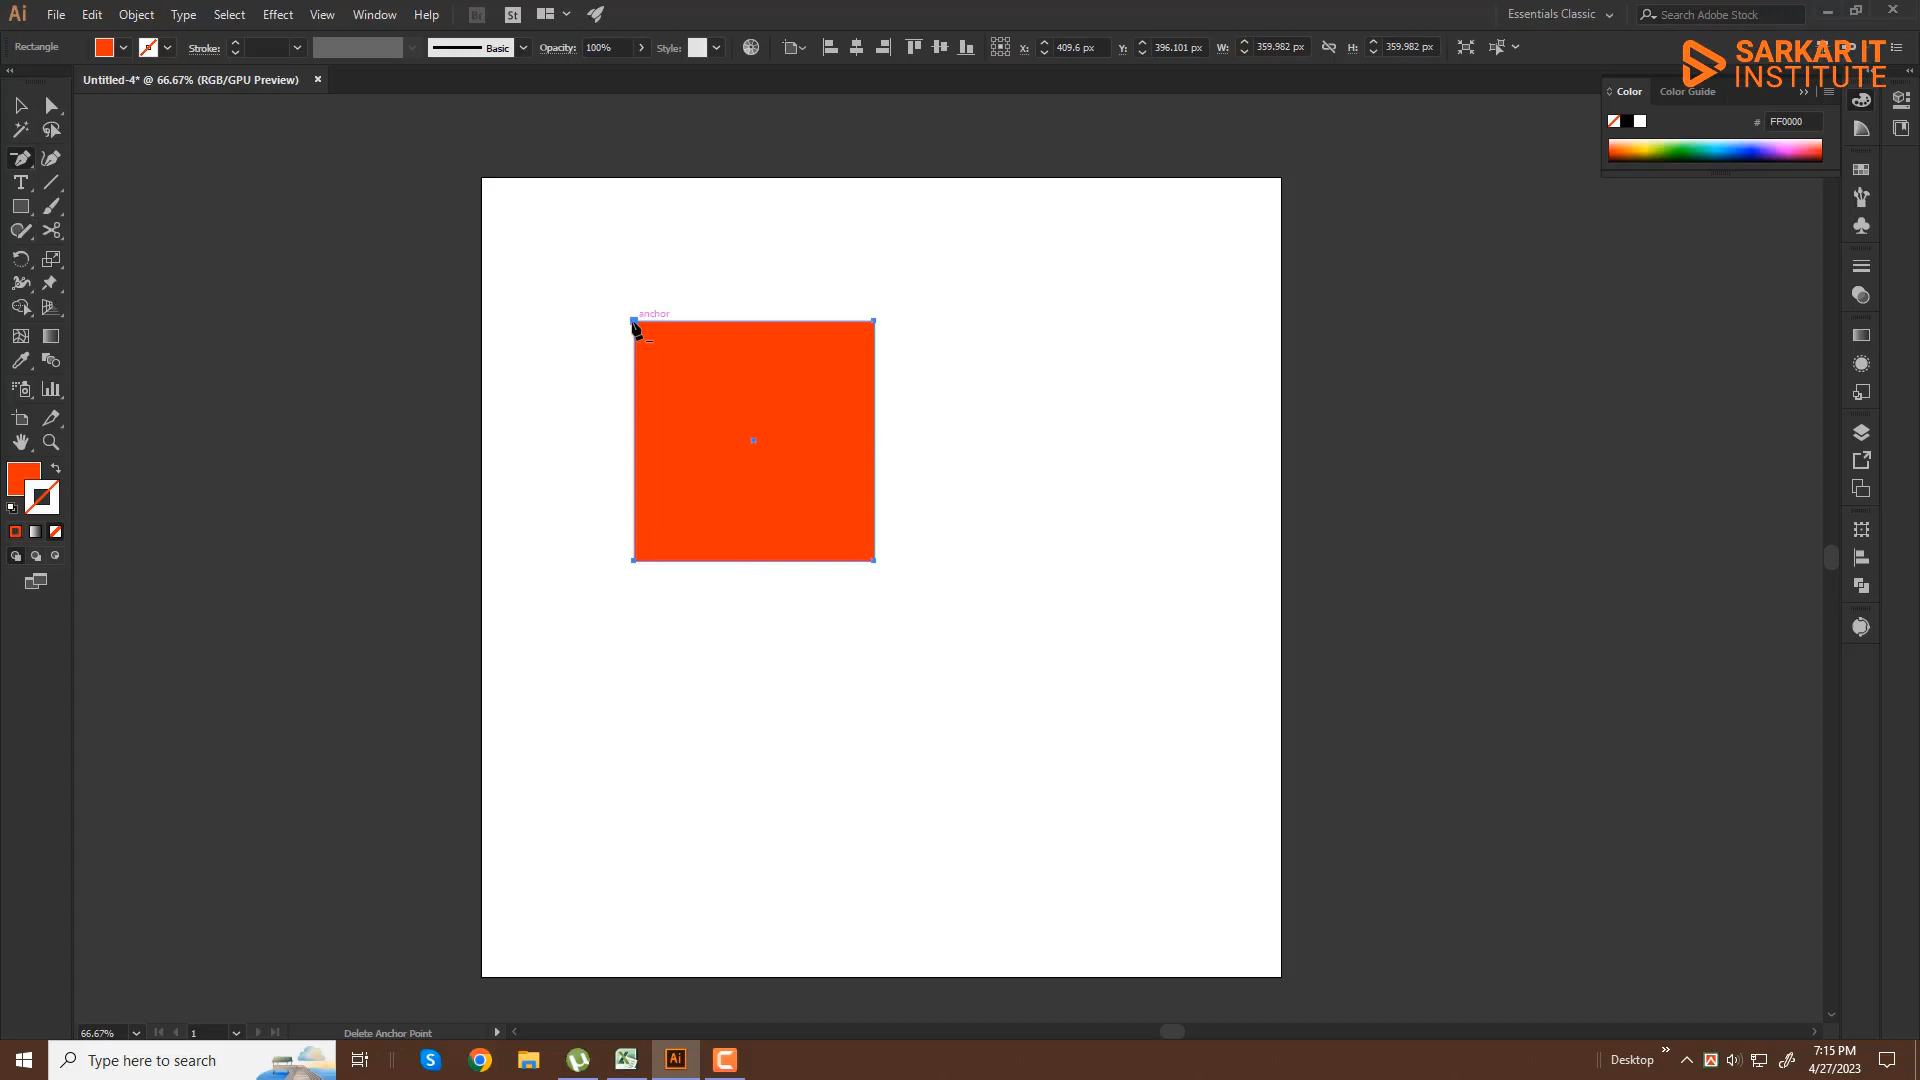 Ai File Edit Object Type Select Effect View Window Help Br St Essentials Classic Search Adobe Stock
Rectangle Stroke: Basic Opacity: 100% Style: X: 409.6 px Y: 396.101 px W: 359.982 px H: 359.982 px
SARKAR IT
INSTITUTE
Untitled-4* @ 66.67% (RGB/GPU Preview) ×
Color Color Guide
# FF0000
anchor
66.67% 1 Delete Anchor Point
Type here to search
Ai
Desktop
7:15 PM
4/27/2023